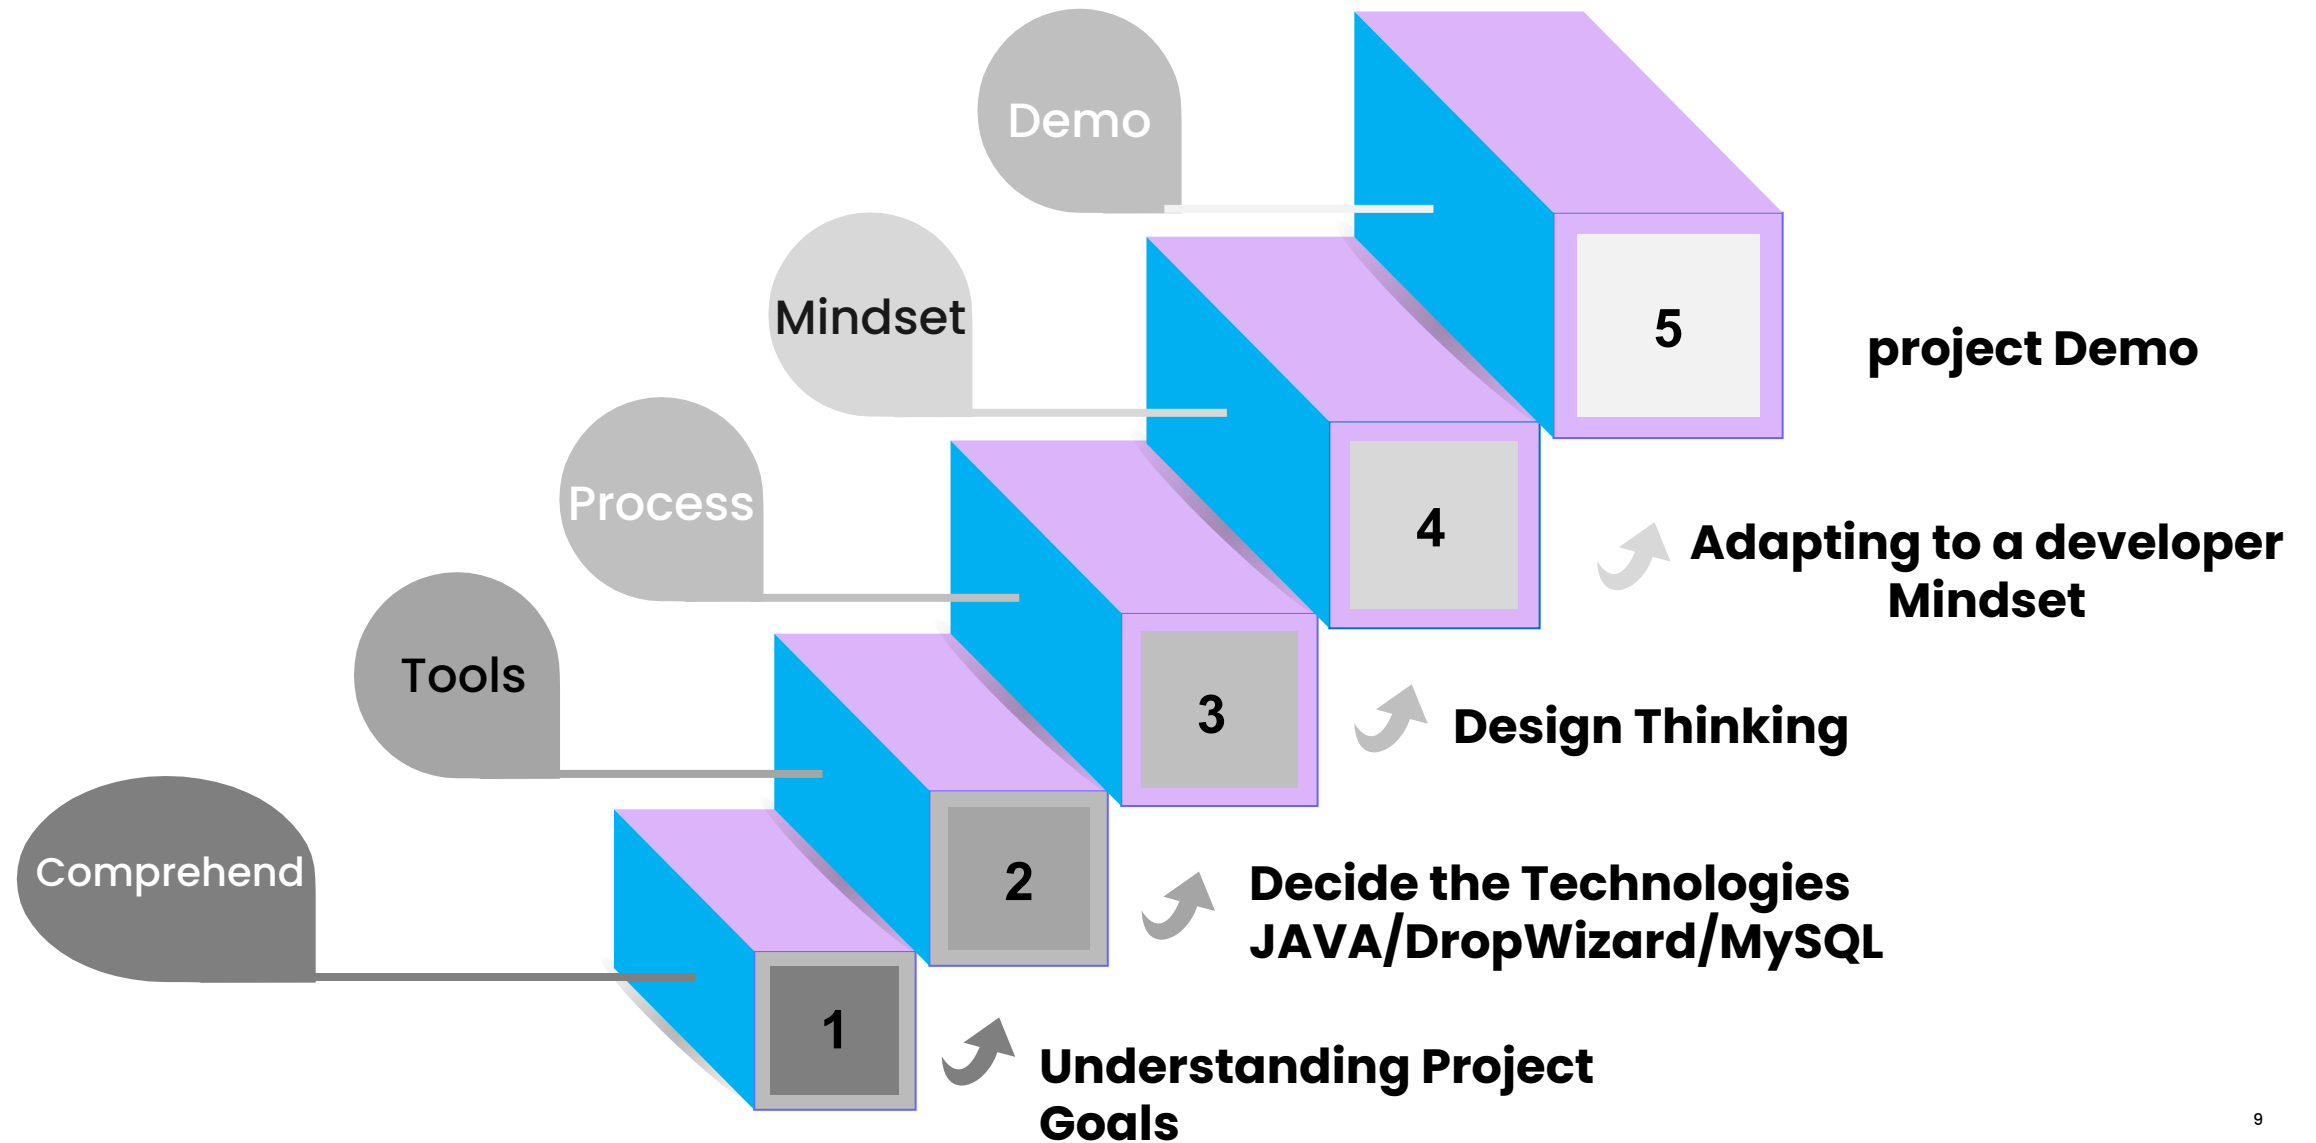 Demo
5
project Demo
Mindset
4
Adapting to a developer
Mindset
Process
3
Design Thinking
Tools
2
Decide the Technologies
JAVA/DropWizard/MySQL
Comprehend
1
Understanding Project
Goals
9